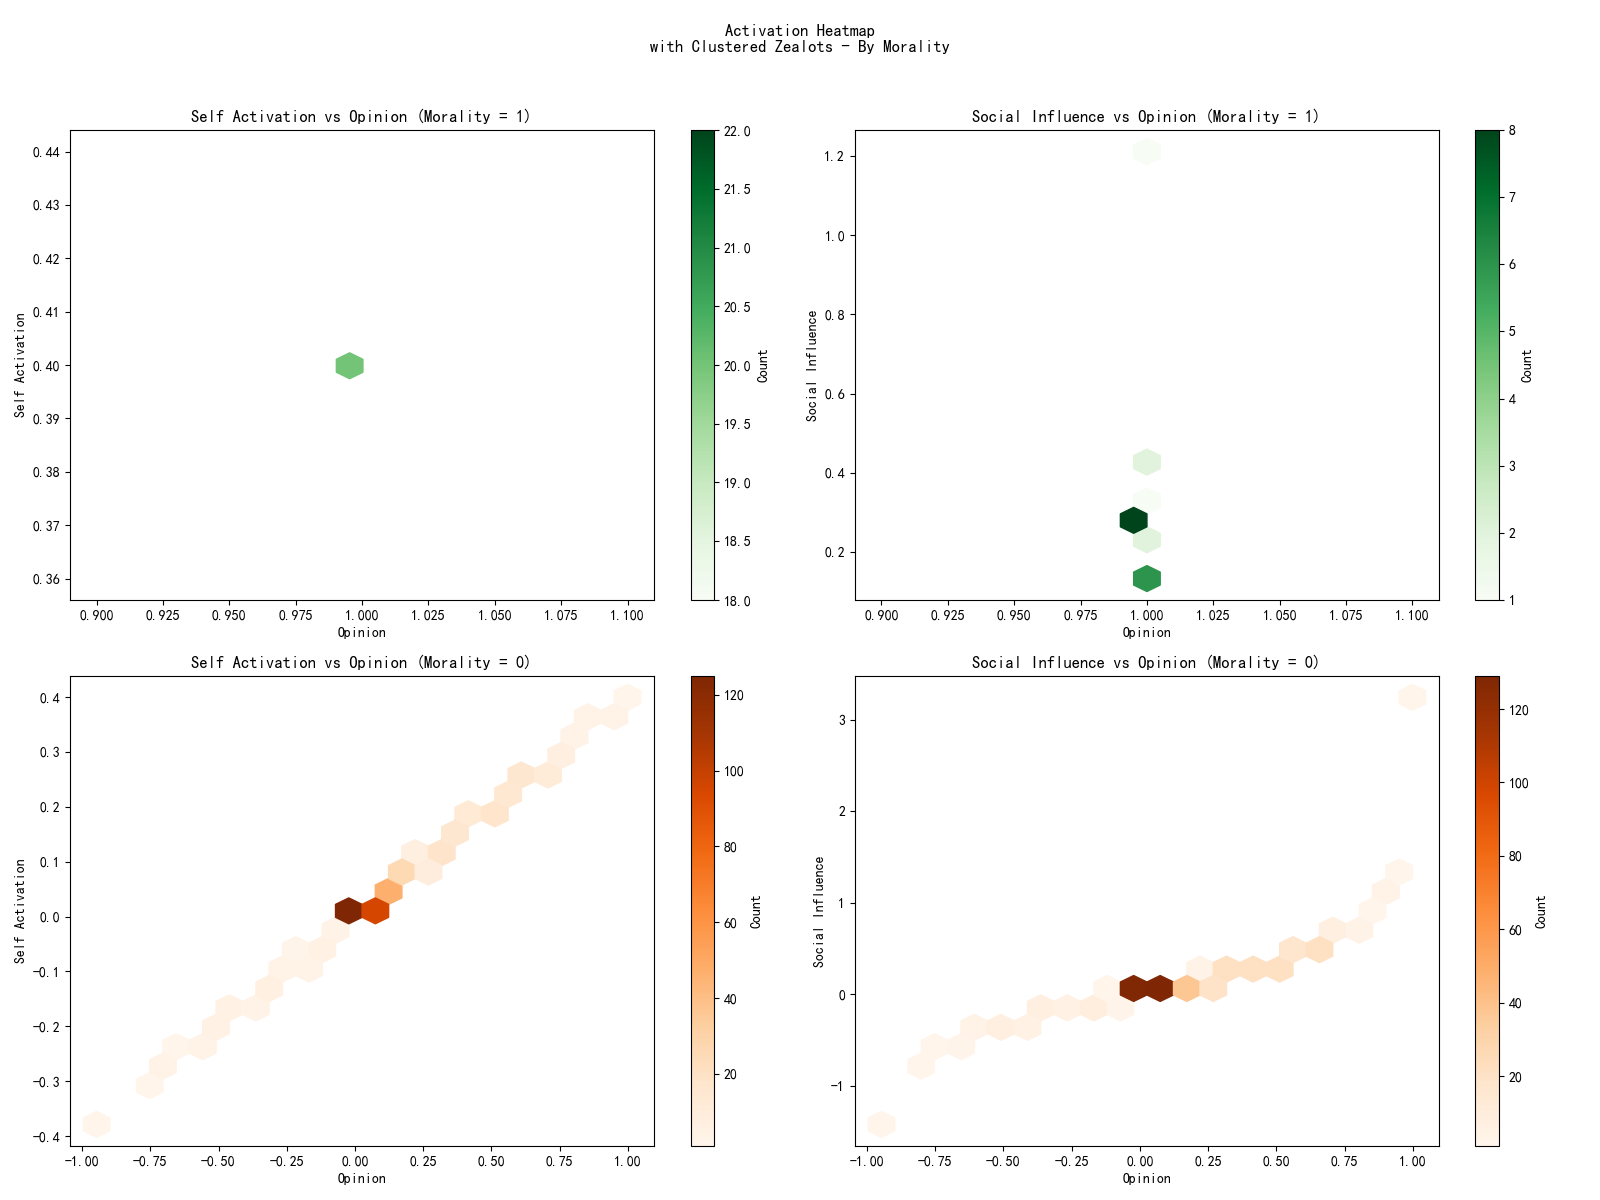 Activation Heatmap
with Clustered Zealots − By Morality
Self Activation vs Opinion (Morality = 1)
0.44
0.43
0.42
0.41
0.40
0.39
0.38
0.37
0.36
Self Activation
0.900 0.925 0.950 0.975 1.000 1.025 1.050 1.075 1.100
Opinion
22.0
21.5
21.0
20.5
20.0
19.5
19.0
18.5
18.0
Count
Social Influence vs Opinion (Morality = 1)
1.2
1.0
0.8
0.6
0.4
0.2
Social Influence
0.900 0.925 0.950 0.975 1.000 1.025 1.050 1.075 1.100
Opinion
8
7
6
5
4
3
2
1
Count
Self Activation vs Opinion (Morality = 0)
0.4
0.3
0.2
0.1
0.0
−0.1
−0.2
−0.3
−0.4
Self Activation
−1.00 −0.75 −0.50 −0.25 0.00 0.25 0.50 0.75 1.00
Opinion
120
100
80
60
40
20
Count
Social Influence vs Opinion (Morality = 0)
3
2
1
0
−1
Social Influence
−1.00 −0.75 −0.50 −0.25 0.00 0.25 0.50 0.75 1.00
Opinion
120
100
80
60
40
20
Count